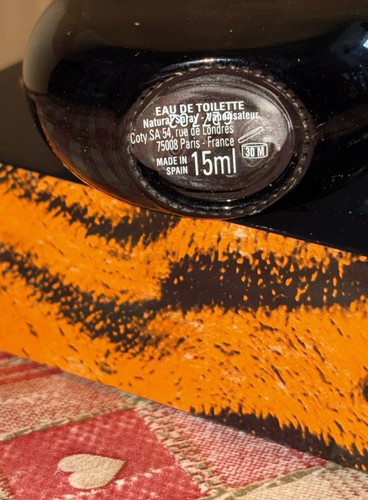 EAU DE TOILETTE
Natural Spray - Vaporisateur
Coty SA 54, rue de Londres
75008 Paris - France
MADE IN
SPAIN
15ml
30 M